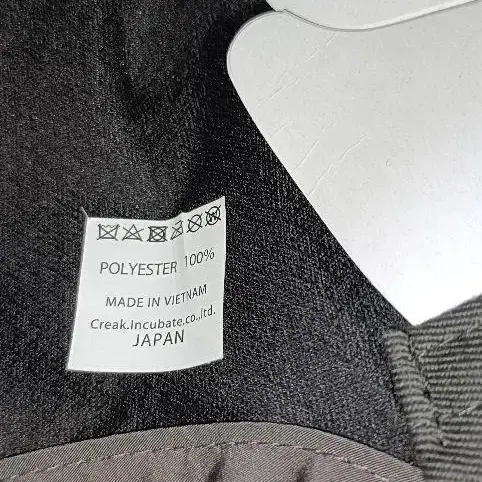 POLYESTER 100%
MADE IN VIETNAM
Creak.Incubate.co.,ltd.
JAPAN